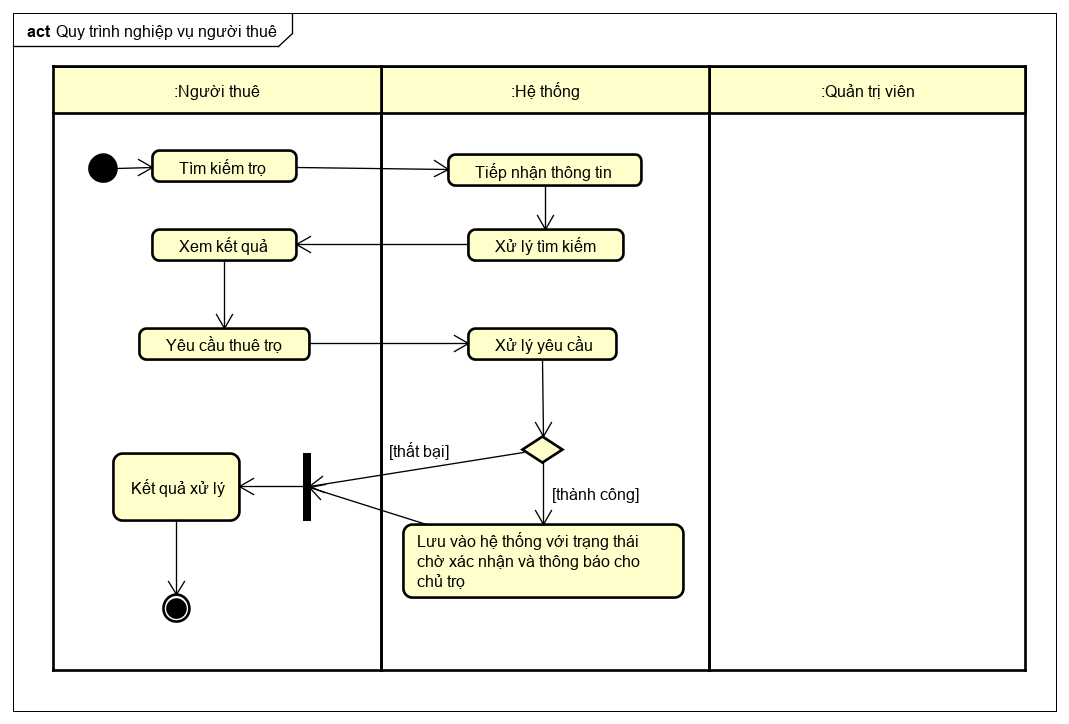 act Quy trình nghiệp vụ người thuê
:Người thuê
:Hệ thống
:Quản trị viên
Tìm kiếm trọ
Tiếp nhận thông tin
Xem kết quả
Xử lý tìm kiếm
Yêu cầu thuê trọ
Xử lý yêu cầu
[thất bại]
Kết quả xử lý
[thành công]
Lưu vào hệ thống với trạng thái
chờ xác nhận và thông báo cho
chủ trọ